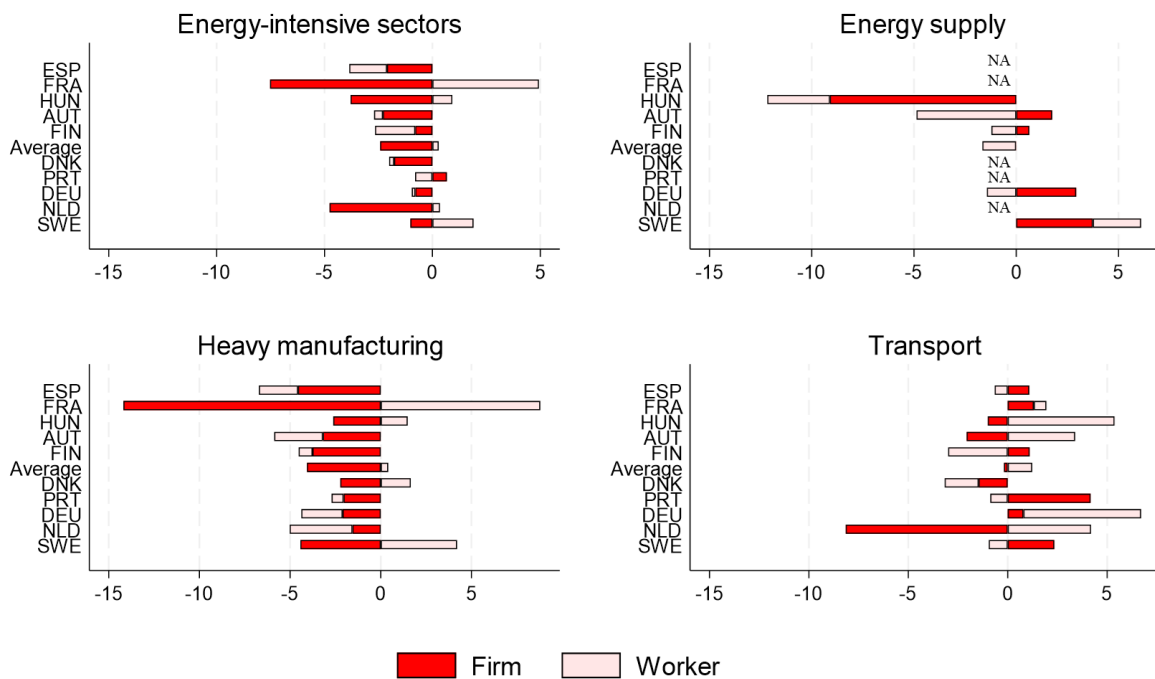 Energy-intensive sectors
ESP
FRA
HUN
AUT
FIN
Average
DNK
PRT
DEU
NLD
SWE
-15 -10 -5 0 5
Energy supply
ESP NA
FRA NA
HUN
AUT
FIN
Average
DNK NA
PRT NA
DEU
NLD NA
SWE
-15 -10 -5 0 5
Heavy manufacturing
ESP
FRA
HUN
AUT
FIN
Average
DNK
PRT
DEU
NLD
SWE
-15 -10 -5 0 5
Transport
ESP
FRA
HUN
AUT
FIN
Average
DNK
PRT
DEU
NLD
SWE
-15 -10 -5 0 5
Firm Worker